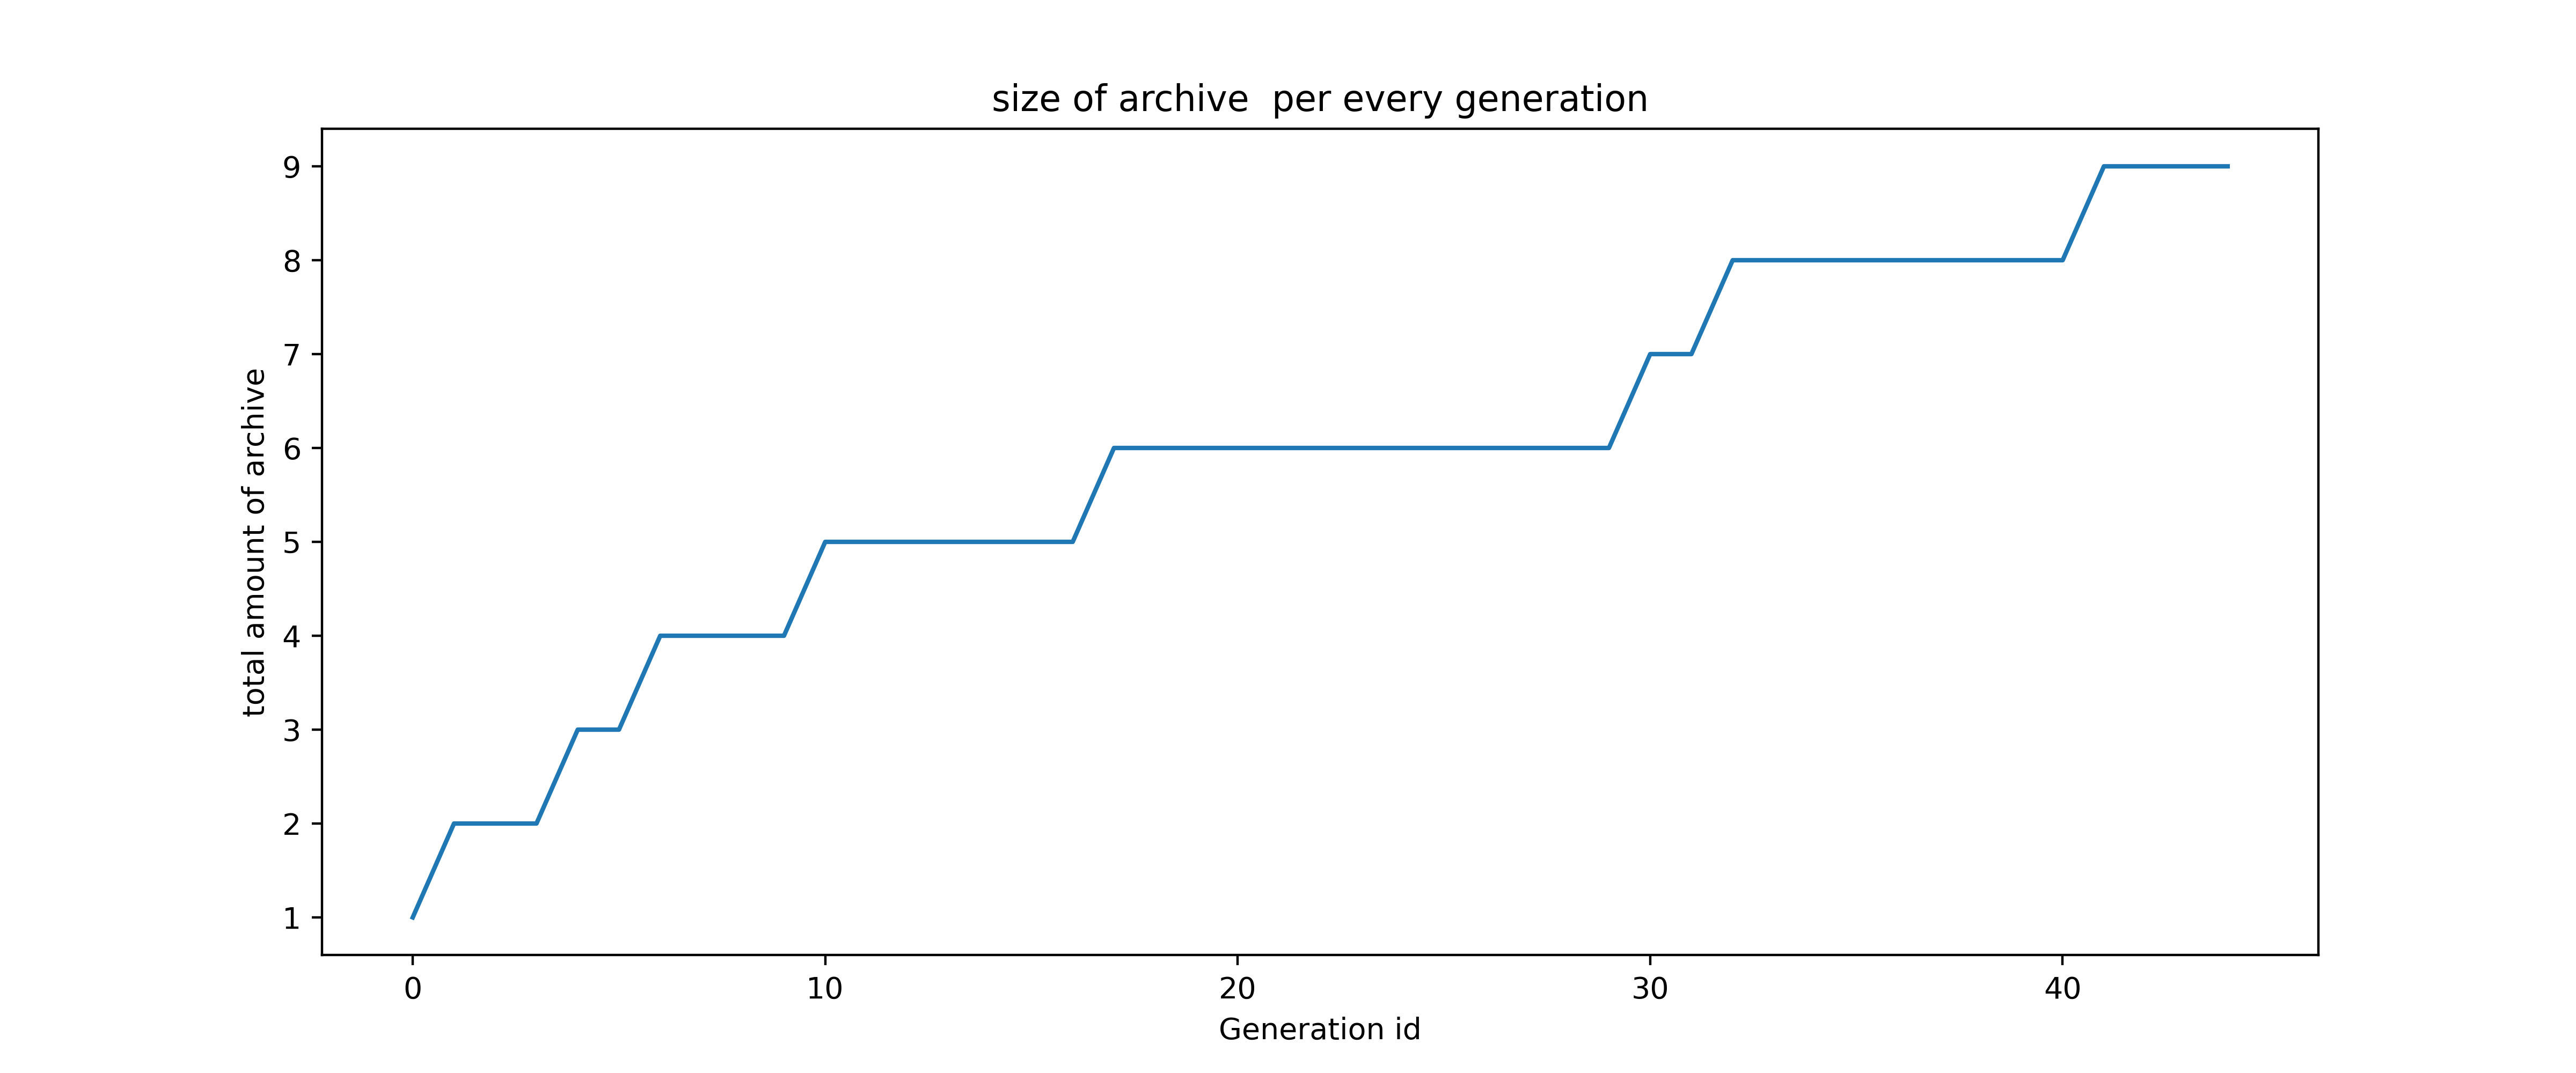 size of archive  per every generation
total amount of archive
9
8
7
6
5
4
3
2
1
0 10 20 30 40
Generation id